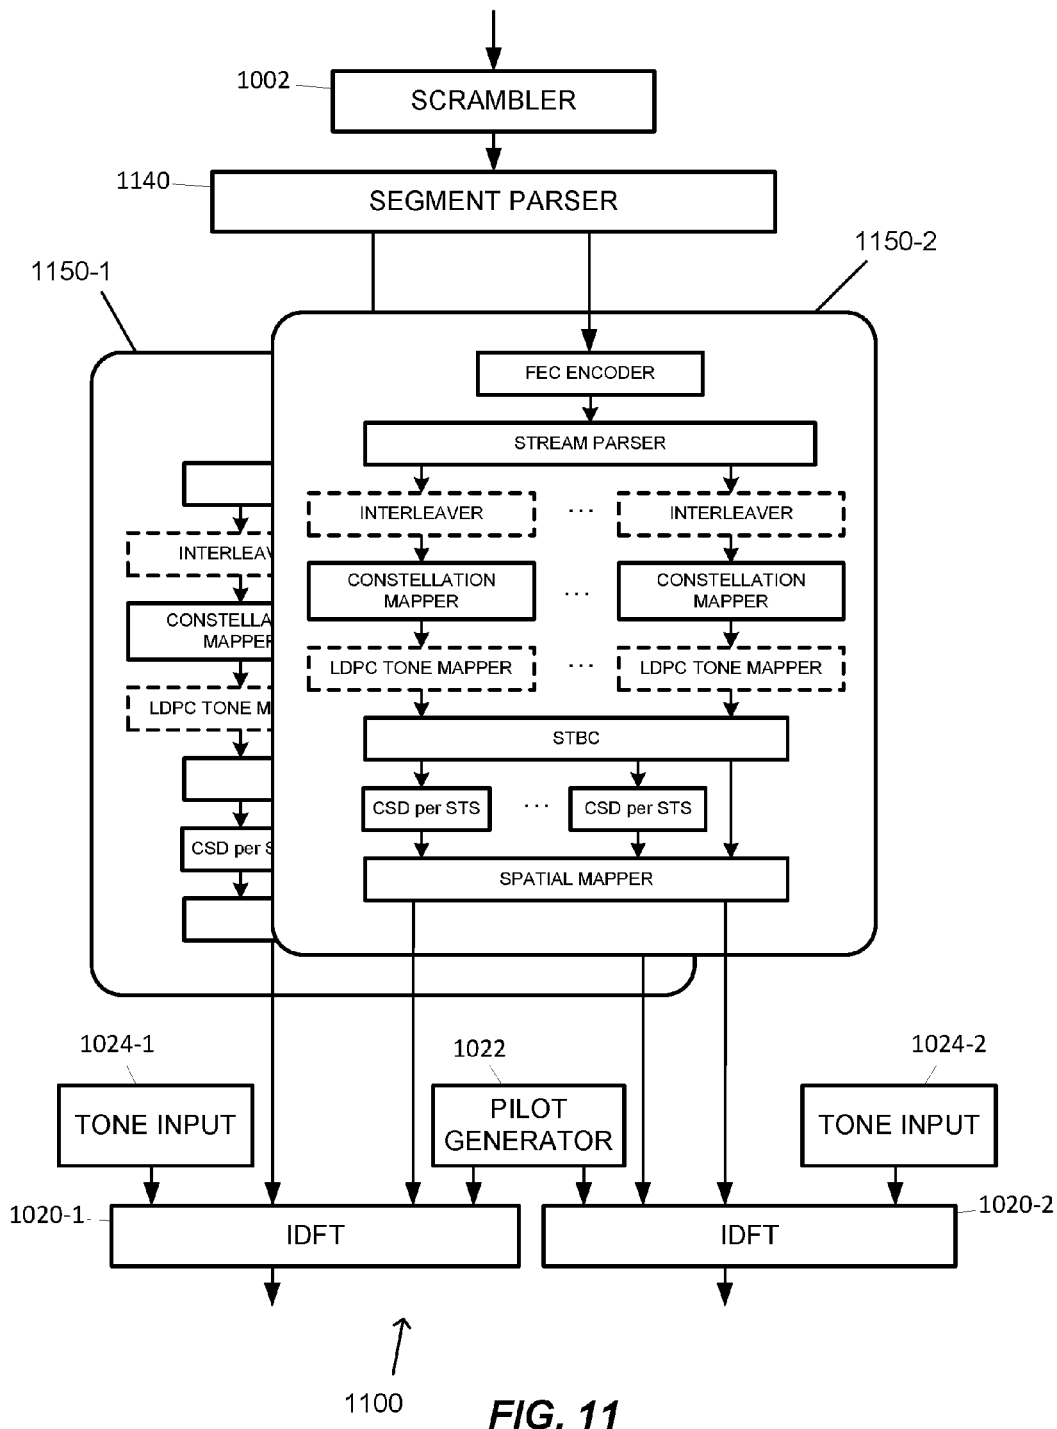 1002
SCRAMBLER
1140
SEGMENT PARSER
1150-2
1150-1
FEC ENCODER
STREAM PARSER
INTERLEAVER
...
INTERLEAVER
CONSTELLATION
MAPPER
...
CONSTELLATION
MAPPER
LDPC TONE MAPPER
...
LDPC TONE MAPPER
STBC
CSD per STS
...
CSD per STS
SPATIAL MAPPER
INTERLEAV
CONSTELLA
MAPPER
LDPC TONE M
CSD per S
1024-1
TONE INPUT
1022
PILOT
GENERATOR
1024-2
TONE INPUT
1020-1
IDFT
IDFT
1020-2
1100
FIG. 11